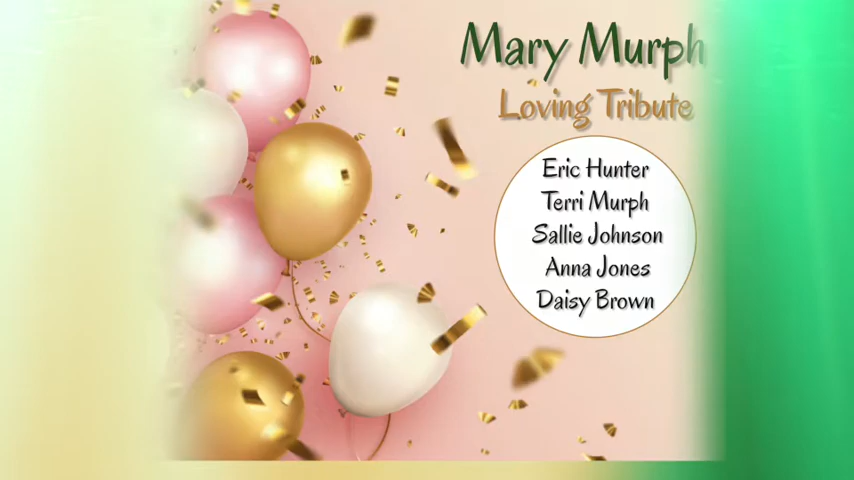 Mary Murph
Loving Tribute
Eric Hunter
Terri Murph
Sallie Johnson
Anna Jones
Daisy Brown